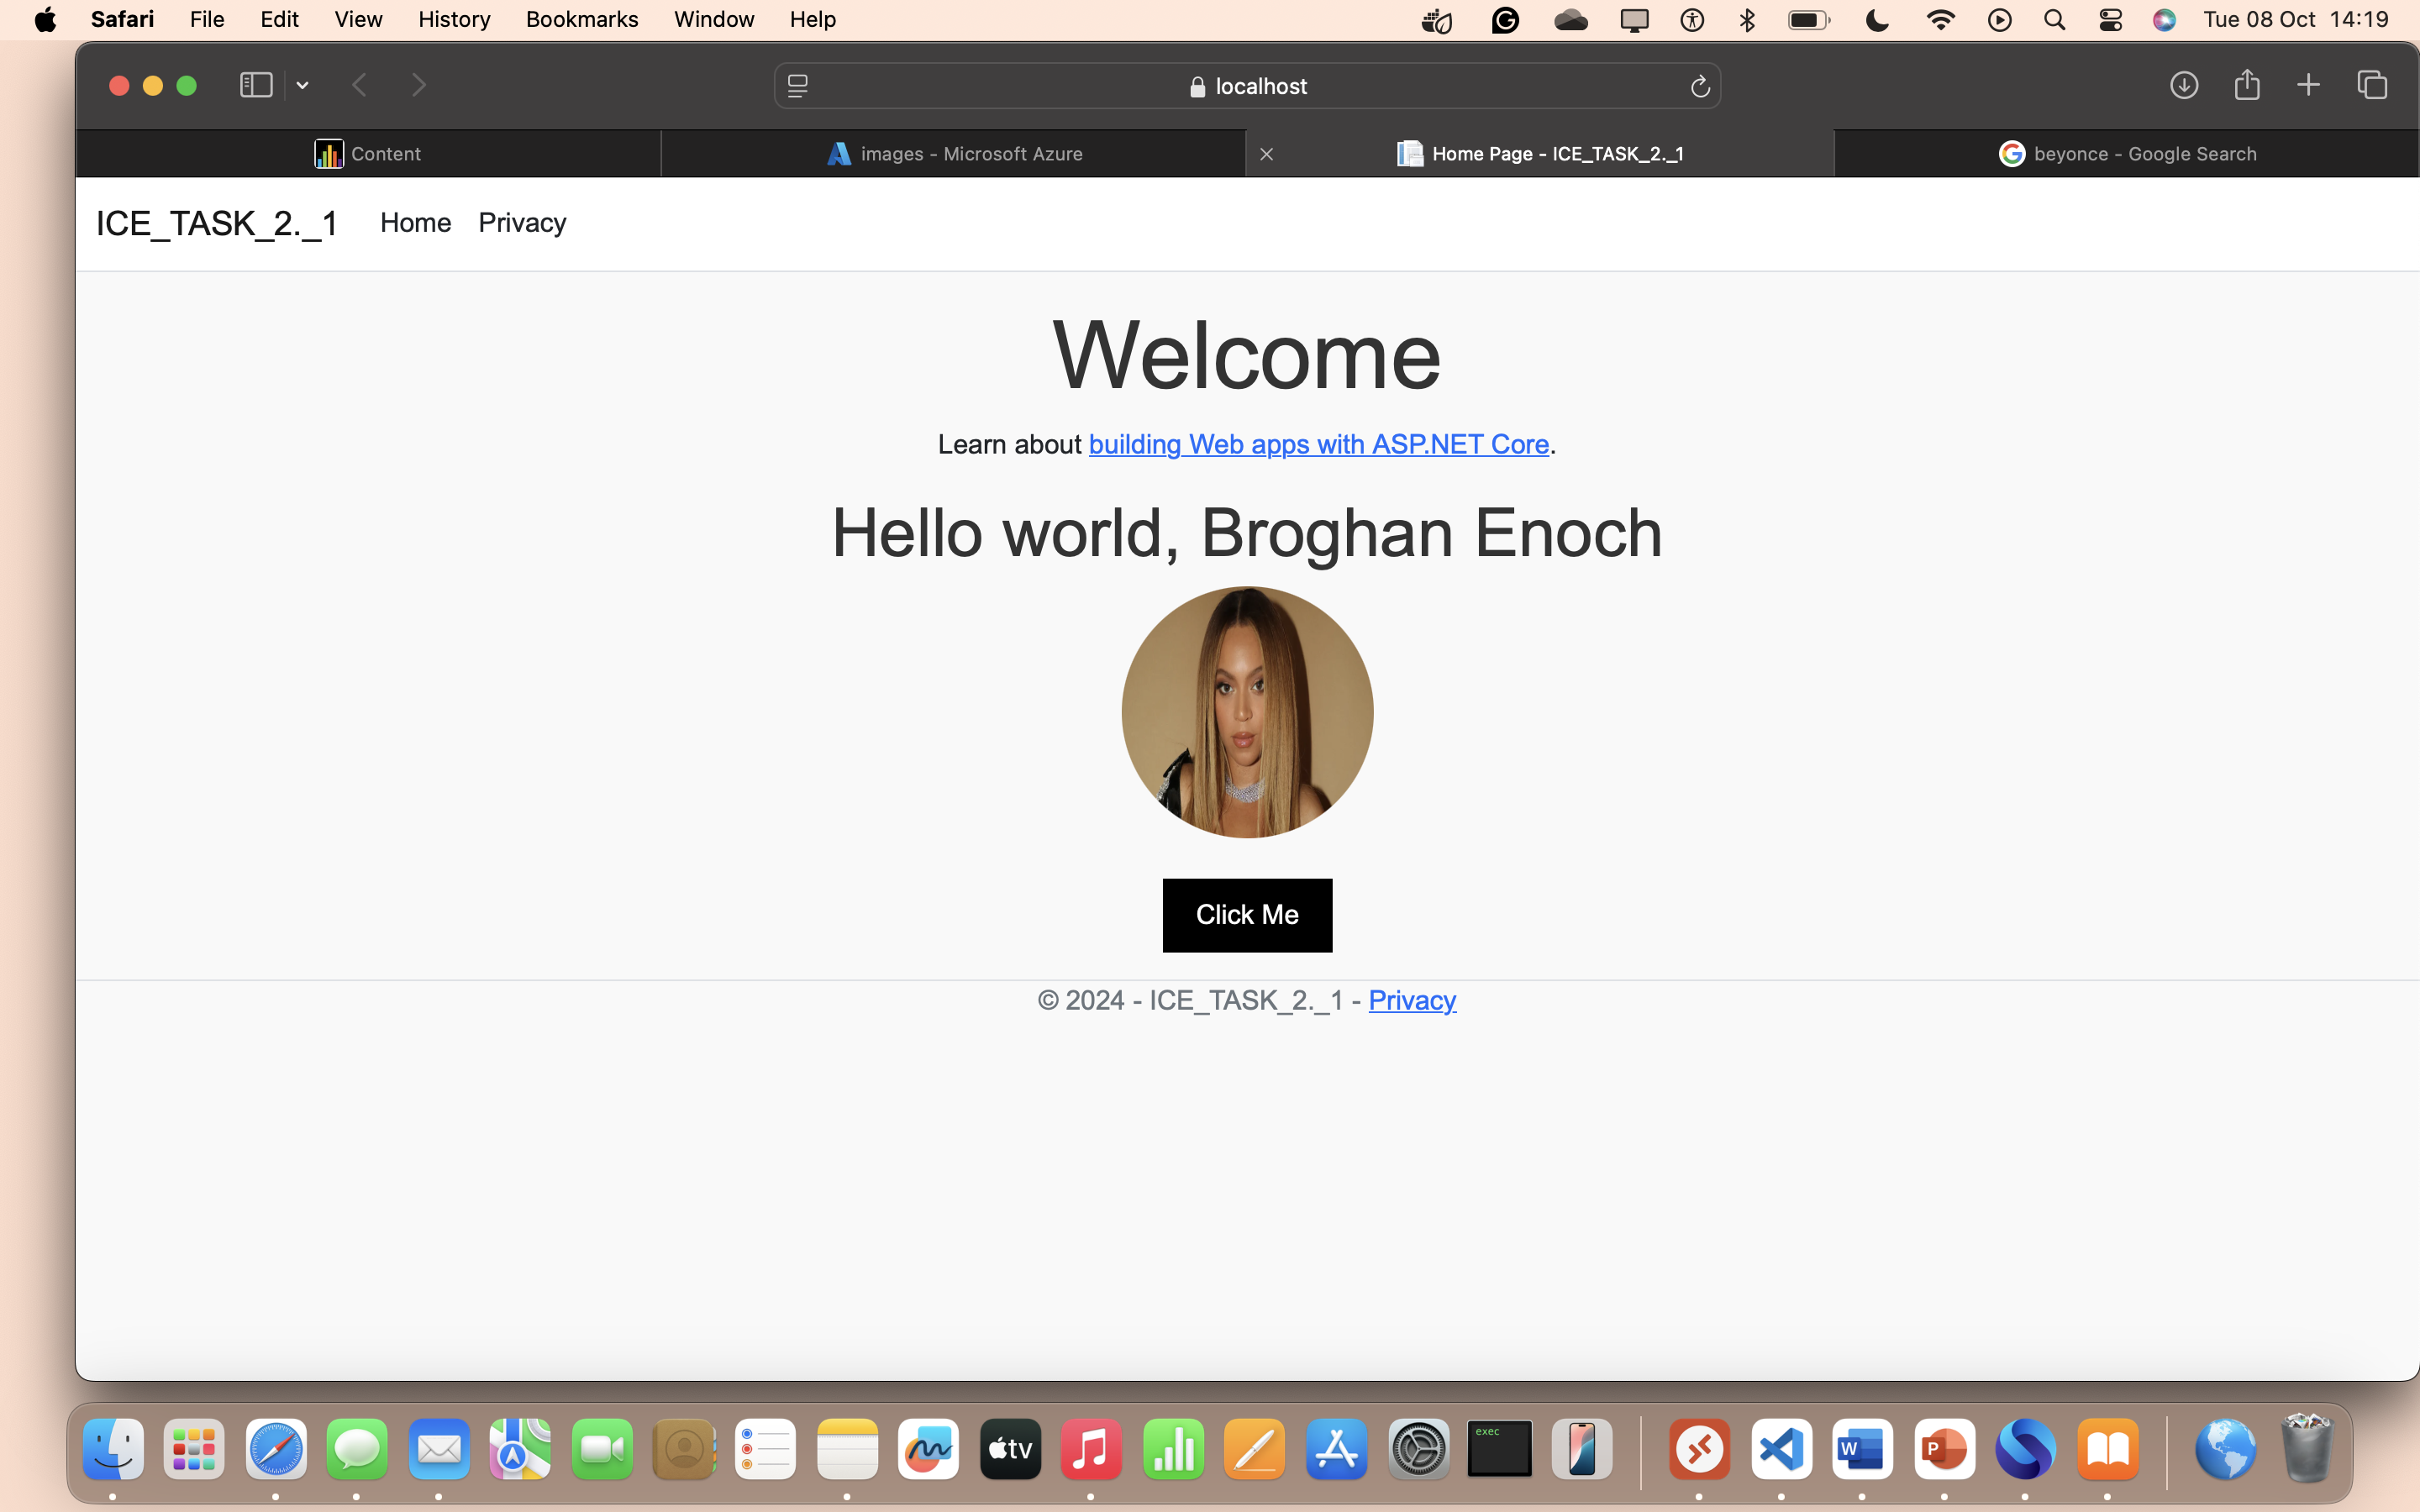 Safari File Edit View History Bookmarks Window Help Tue 08 Oct 14:19
localhost
Content images - Microsoft Azure Home Page - ICE_TASK_2._1 beyonce - Google Search
ICE_TASK_2._1 Home Privacy
Welcome
Learn about building Web apps with ASP.NET Core.
Hello world, Broghan Enoch
Click Me
© 2024 - ICE_TASK_2._1 - Privacy
tv exec W P